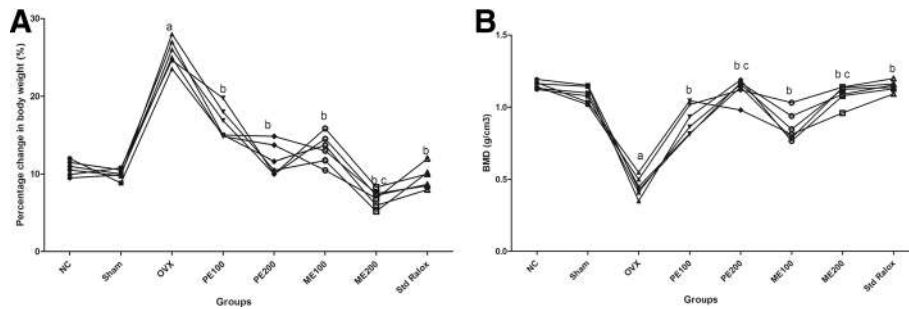 A
Percentage change in body weight (%)
30
20
10
0
a
b
b
b
b c
b
NC
Sham
OVX
PE100
PE200
ME100
ME200
Std Ralox
Groups
B
BMD (g/cm3)
1.5
1.0
0.5
0.0
a
b
b c
b
b c
b
NC
Sham
OVX
PE100
PE200
ME100
ME200
Std Ralox
Groups